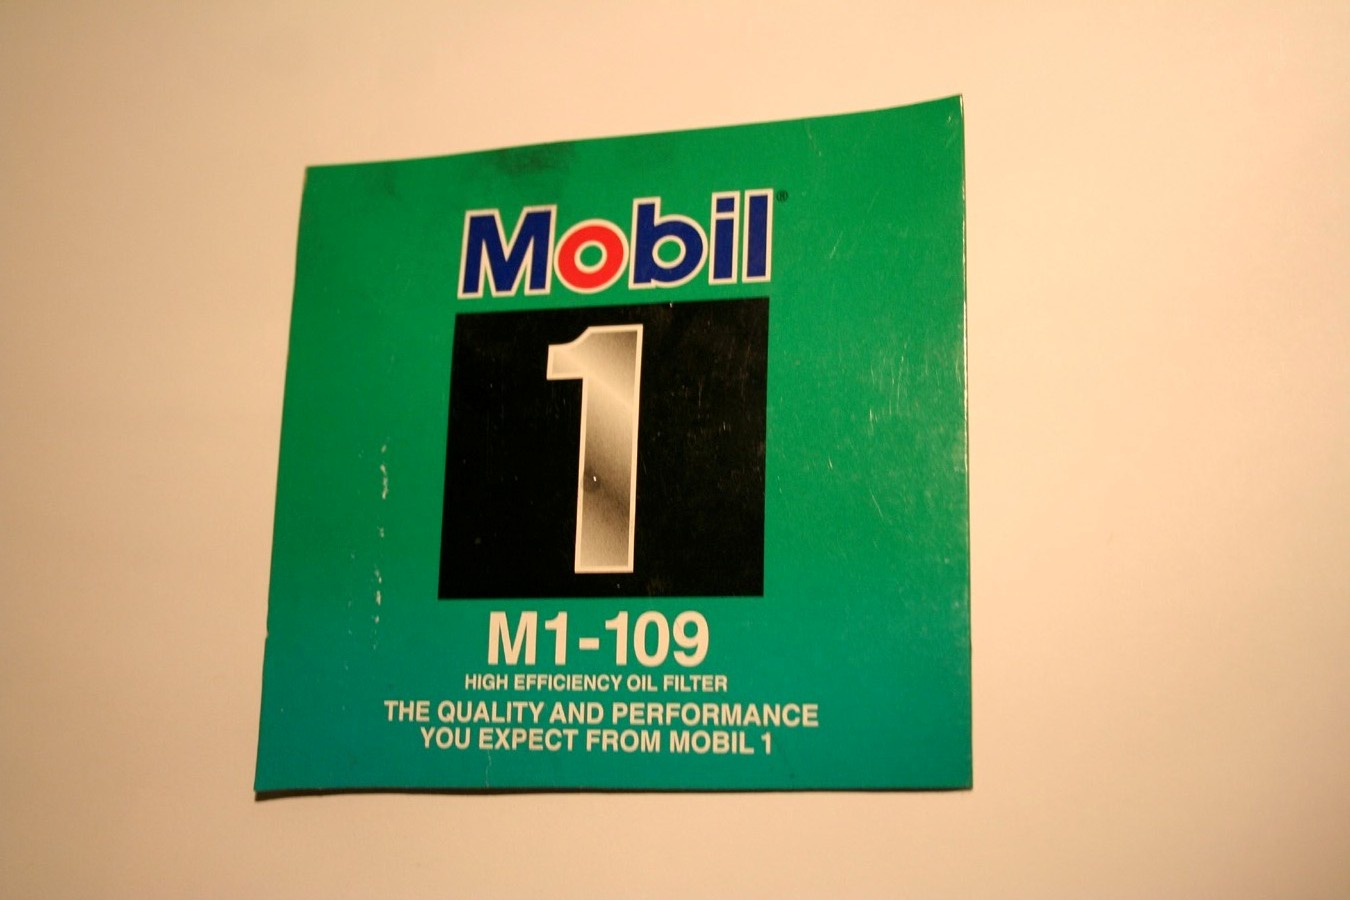 Mobil®
1
M1-109
HIGH EFFICIENCY OIL FILTER
THE QUALITY AND PERFORMANCE
YOU EXPECT FROM MOBIL 1